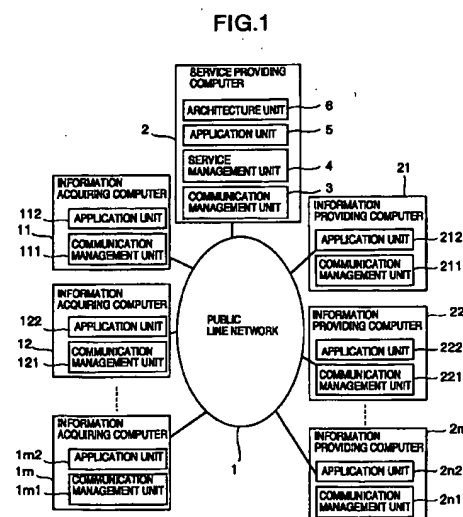 FIG.1
SERVICE PROVIDING
COMPUTER
ARCHITECTURE UNIT
6
2
APPLICATION UNIT
5
SERVICE
MANAGEMENT UNIT
4
COMMUNICATION
MANAGEMENT UNIT
3
INFORMATION
ACQUIRING COMPUTER
112
APPLICATION UNIT
11
COMMUNICATION
MANAGEMENT UNIT
111
21
INFORMATION
PROVIDING COMPUTER
APPLICATION UNIT
212
COMMUNICATION
MANAGEMENT UNIT
211
INFORMATION
ACQUIRING COMPUTER
122
APPLICATION UNIT
12
COMMUNICATION
MANAGEMENT UNIT
121
PUBLIC
LINE NETWORK
22
INFORMATION
PROVIDING COMPUTER
APPLICATION UNIT
222
COMMUNICATION
MANAGEMENT UNIT
221
INFORMATION
ACQUIRING COMPUTER
1m2
APPLICATION UNIT
1m
COMMUNICATION
MANAGEMENT UNIT
1m1
1
INFORMATION
PROVIDING COMPUTER
APPLICATION UNIT
2n2
COMMUNICATION
MANAGEMENT UNIT
2n1